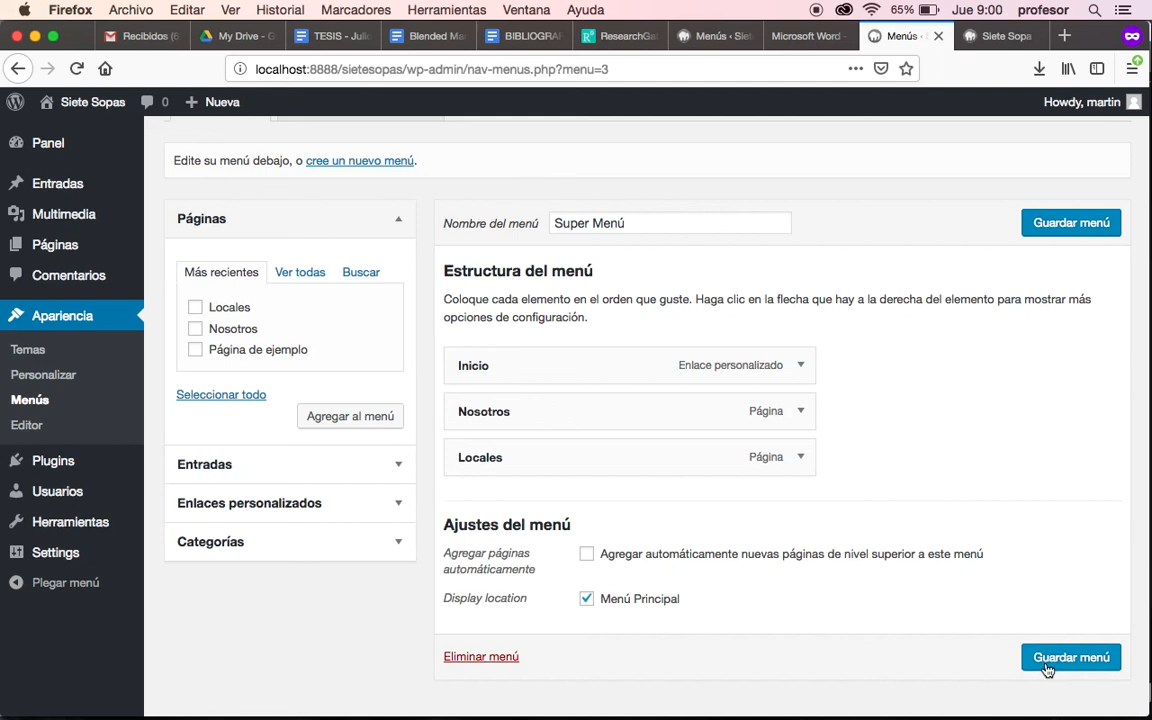 Firefox Archivo Editar Ver Historial Marcadores Herramientas Ventana Ayuda 65% Jue 9:00 profesor
Recibidos (6 My Drive - G TESIS - Juli Blended Ma BIBLIOGRA ResearchGa Menús ‹ Siet Microsoft Word - Menús ‹ S Siete Sopa
localhost:8888/sietesopas/wp-admin/nav-menus.php?menu=3
Siete Sopas 0 Nueva Howdy, martin
Panel
Entradas
Multimedia
Páginas
Comentarios
Apariencia
Temas
Personalizar
Menús
Editor
Plugins
Usuarios
Herramientas
Settings
Plegar menú
Edite su menú debajo, o cree un nuevo menú.
Páginas
Más recientes Ver todas Buscar
Locales
Nosotros
Página de ejemplo
Seleccionar todo
Agregar al menú
Entradas
Enlaces personalizados
Categorías
Nombre del menú Super Menú Guardar menú
Estructura del menú
Coloque cada elemento en el orden que guste. Haga clic en la flecha que hay a la derecha del elemento para mostrar más
opciones de configuración.
Inicio Enlace personalizado
Nosotros Página
Locales Página
Ajustes del menú
Agregar páginas
automáticamente
Agregar automáticamente nuevas páginas de nivel superior a este menú
Display location Menú Principal
Eliminar menú Guardar menú